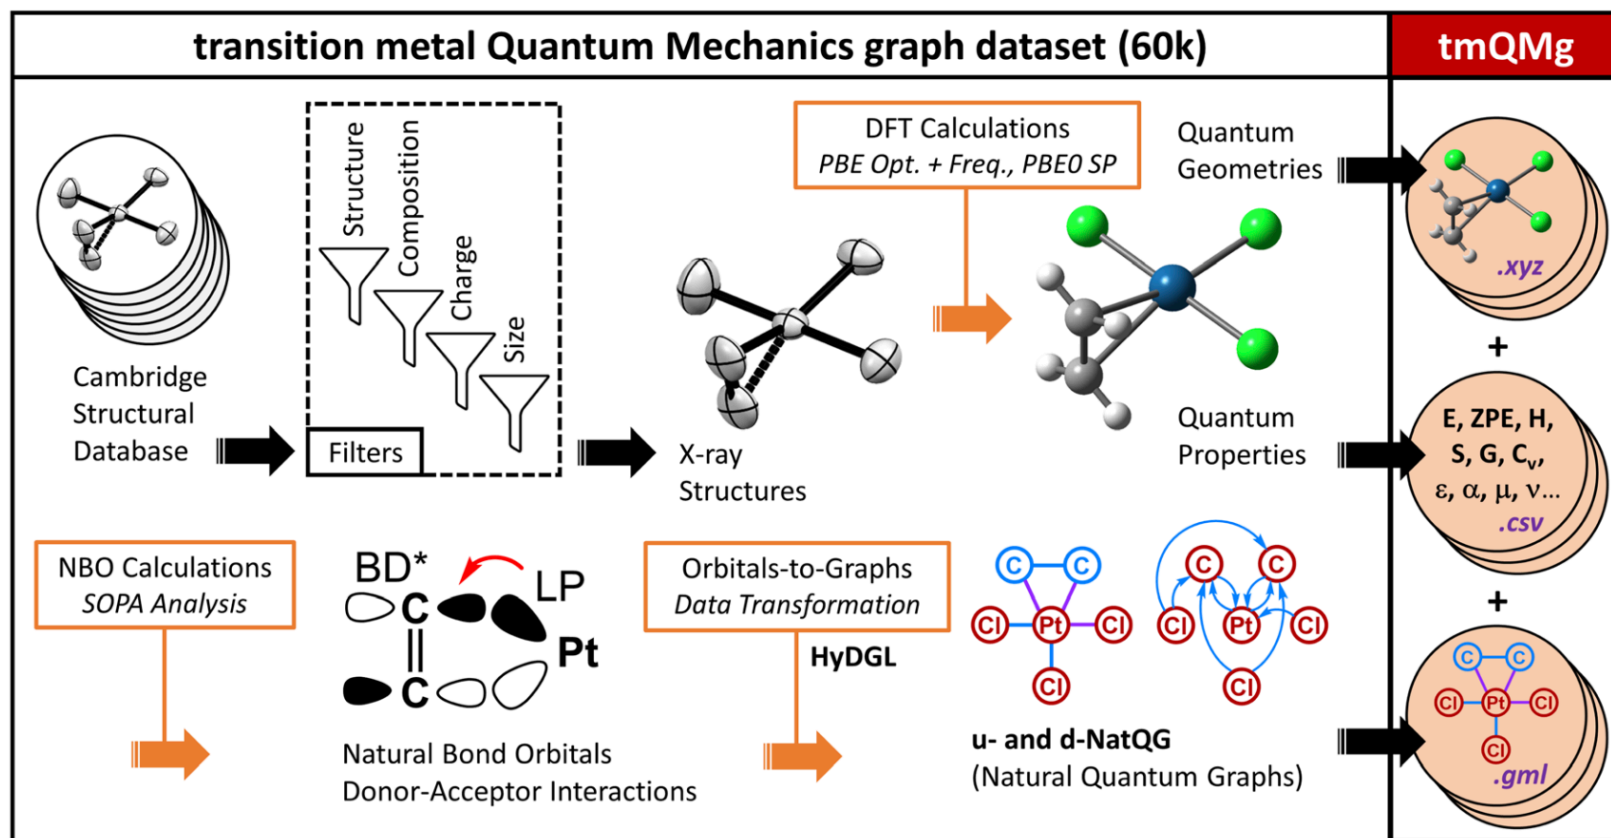 transition metal Quantum Mechanics graph dataset (60k)
tmQMg
Cambridge
Structural
Database
Structure
Composition
Charge
Size
Filters
X-ray
Structures
DFT Calculations
PBE Opt. + Freq., PBE0 SP
Quantum
Geometries
Quantum
Properties
.xyz
+
E, ZPE, H,
S, G, Cᵥ,
ε, α, μ, ν...
.csv
+
NBO Calculations
SOPA Analysis
BD*
LP
C
Pt
C
Natural Bond Orbitals
Donor-Acceptor Interactions
Orbitals-to-Graphs
Data Transformation
HyDGL
C C
Cl Pt Cl
Cl
C C
Cl Pt Cl
Cl
u- and d-NatQG
(Natural Quantum Graphs)
C C
Cl Pt Cl
Cl
.gml